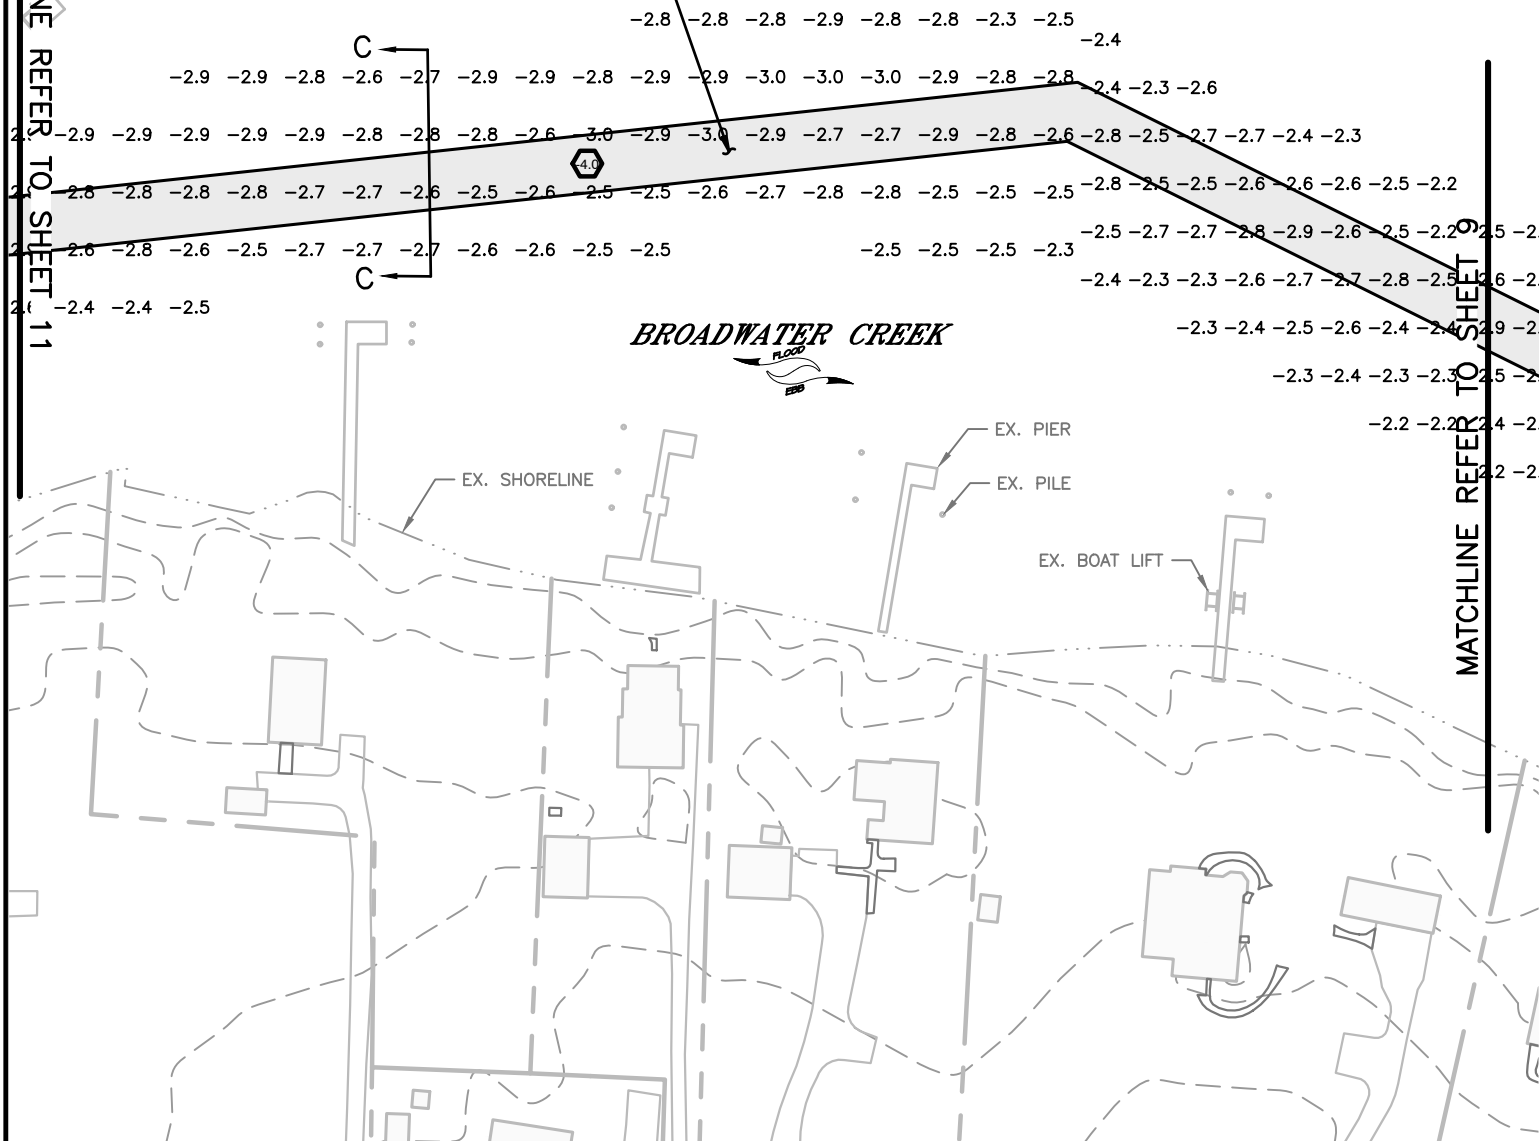 -2.8 -2.8 -2.8 -2.9 -2.8 -2.8 -2.3 -2.5
-2.4
C
-2.9 -2.9 -2.8 -2.6 -2.7 -2.9 -2.9 -2.8 -2.9 -2.9 -3.0 -3.0 -3.0 -2.9 -2.8 -2.8
-2.4 -2.3 -2.6
-2.9 -2.9 -2.9 -2.9 -2.9 -2.8 -2.8 -2.8 -2.6 -3.0 -2.9 -3.0 -2.9 -2.7 -2.7 -2.9 -2.8 -2.6
-2.8 -2.5 -2.7 -2.7 -2.4 -2.3
-4.0
-2.8 -2.8 -2.8 -2.8 -2.7 -2.7 -2.6 -2.5 -2.6 -2.5 -2.5 -2.6 -2.7 -2.8 -2.8 -2.5 -2.5 -2.5
-2.8 -2.5 -2.5 -2.6 -2.6 -2.6 -2.5 -2.2
-2.5 -2.7 -2.7 -2.8 -2.9 -2.6 -2.5 -2.2
-2.6 -2.8 -2.6 -2.5 -2.7 -2.7 -2.7 -2.6 -2.6 -2.5 -2.5 -2.5 -2.5 -2.5 -2.3
C
-2.4 -2.3 -2.3 -2.6 -2.7 -2.7 -2.8 -2.5
-2.4 -2.4 -2.5
-2.3 -2.4 -2.5 -2.6 -2.4 -2.4
BROADWATER CREEK
FLOOD
EBB
-2.3 -2.4 -2.3 -2.3
-2.2 -2.2
REFER TO SHEET 11
MATCHLINE REFER TO SHEET 9
EX. PIER
EX. SHORELINE
EX. PILE
EX. BOAT LIFT